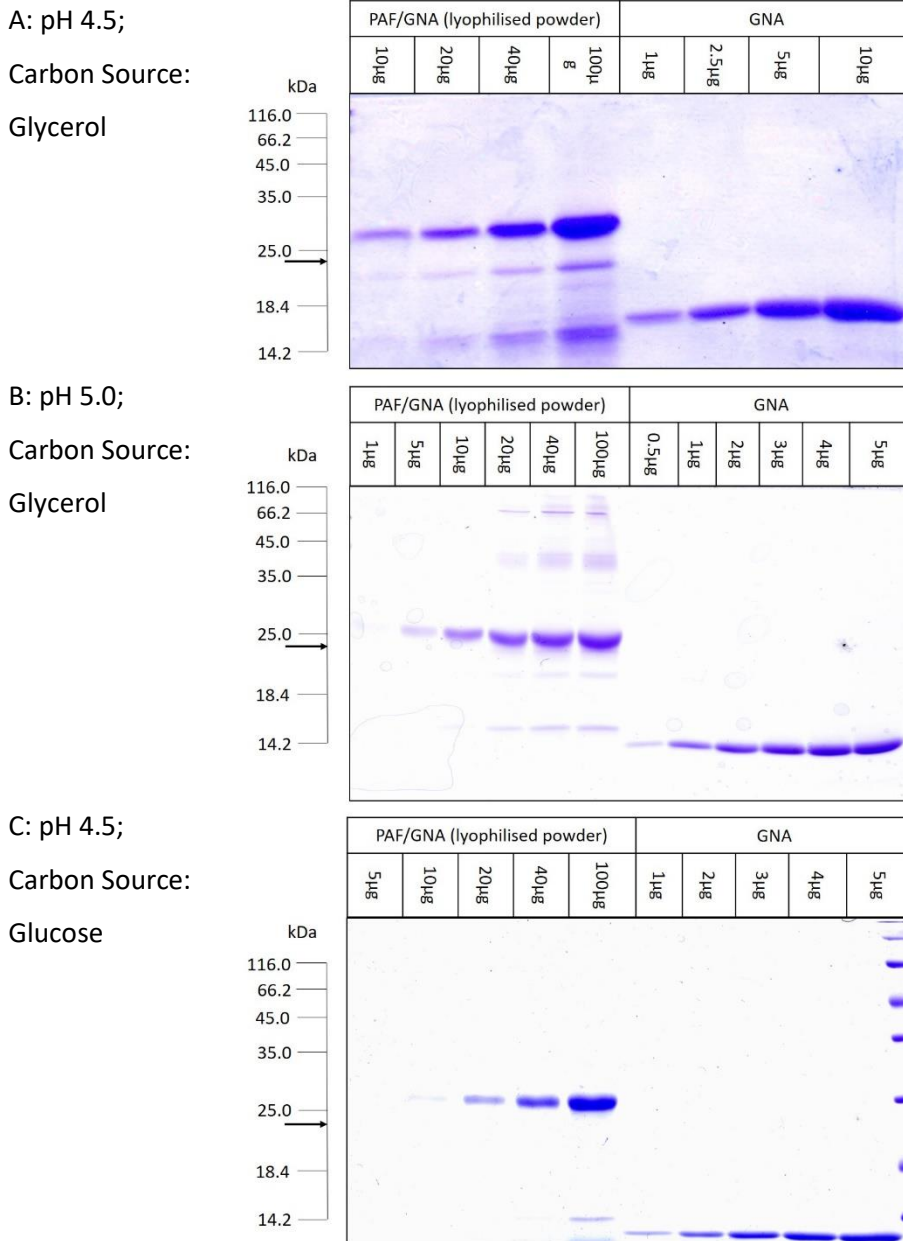 A: pH 4.5;
Carbon Source:
Glycerol
kDa
PAF/GNA (lyophilised powder) GNA
10µg 20µg 40µg 100µg 1µg 2.5µg 5µg 10µg
116.0
66.2
45.0
35.0
25.0
18.4
14.2
B: pH 5.0;
Carbon Source:
Glycerol
kDa
PAF/GNA (lyophilised powder) GNA
1µg 5µg 10µg 20µg 40µg 100µg 0.5µg 1µg 2µg 3µg 4µg 5µg
116.0
66.2
45.0
35.0
25.0
18.4
14.2
C: pH 4.5;
Carbon Source:
Glucose
kDa
PAF/GNA (lyophilised powder) GNA
5µg 10µg 20µg 40µg 100µg 1µg 2µg 3µg 4µg 5µg
116.0
66.2
45.0
35.0
25.0
18.4
14.2